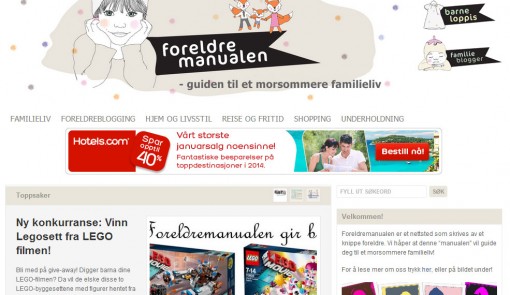 foreldre
manualen
- guiden til et morsommere familieliv
barne
loppis
familie
blogger
FAMILIELIV FORELDREBLOGGING HJEM OG LIVSSTIL REISE OG FRITID SHOPPING UNDERHOLDNING
Hotels.com
Spar
opptil
40%
Vårt største
januarsalg noensinne!
Fantastiske besparelser på
toppdestinasjoner i 2014.
Bestill nå!
Toppsaker
Ny konkurranse: Vinn
Legosett fra LEGO
filmen!
Bli med på give-away! Digger barna dine
LEGO-filmen? Da vil de elske disse to
LEGO-byggesettene med figurer hentet fra
Foreldremanualen gir b
LEGO
7-14
FYLL UT SØKEORD SØK
Velkommen!
Foreldremanualen er et nettsted som skrives av et
knippe foreldre. Vi håper at denne "manualen" vil guide
deg til et morsommere familieliv!
For å lese mer om oss trykk her, eller på bildet under!